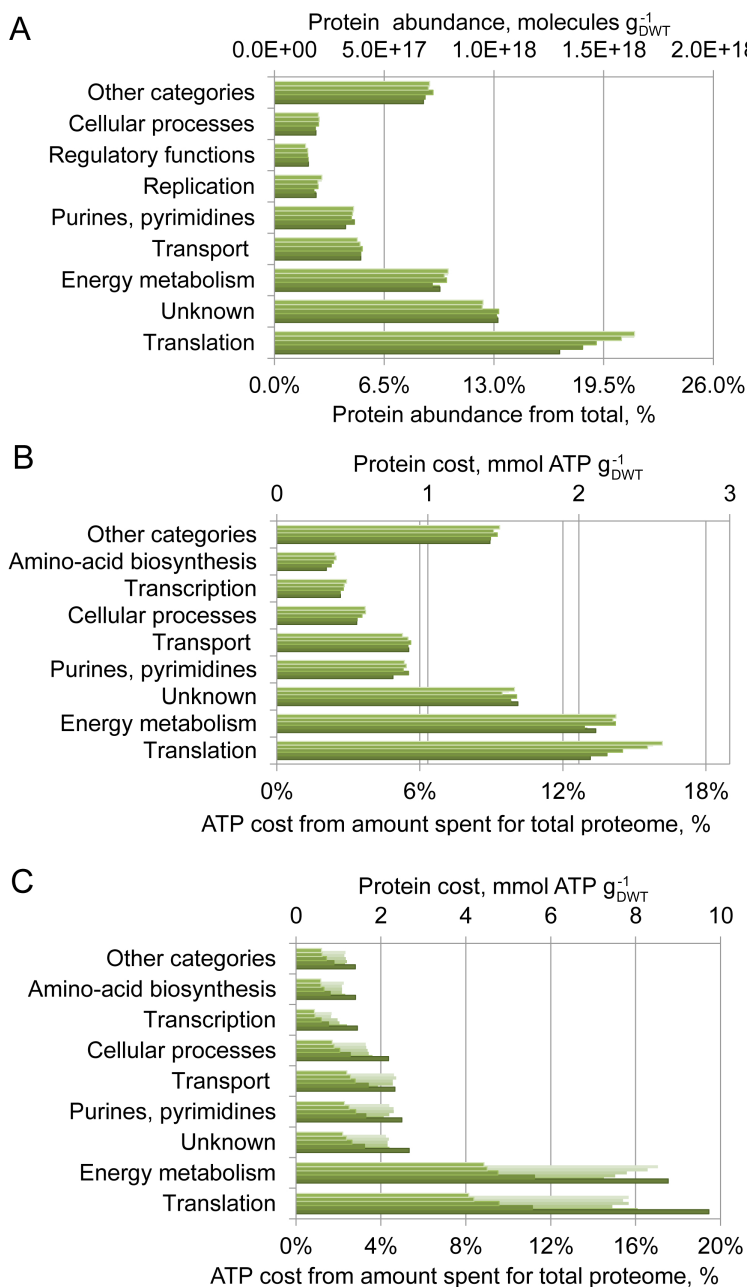 A
Protein abundance, molecules g-1DWT
0.0E+00 5.0E+17 1.0E+18 1.5E+18 2.0E+18
Other categories
Cellular processes
Regulatory functions
Replication
Purines, pyrimidines
Transport
Energy metabolism
Unknown
Translation
0.0% 6.5% 13.0% 19.5% 26.0%
Protein abundance from total, %
B
Protein cost, mmol ATP g-1DWT
0 1 2 3
Other categories
Amino-acid biosynthesis
Transcription
Cellular processes
Transport
Purines, pyrimidines
Unknown
Energy metabolism
Translation
0% 6% 12% 18%
ATP cost from amount spent for total proteome, %
C
Protein cost, mmol ATP g-1DWT
0 2 4 6 8 10
Other categories
Amino-acid biosynthesis
Transcription
Cellular processes
Transport
Purines, pyrimidines
Unknown
Energy metabolism
Translation
0% 4% 8% 12% 16% 20%
ATP cost from amount spent for total proteome, %